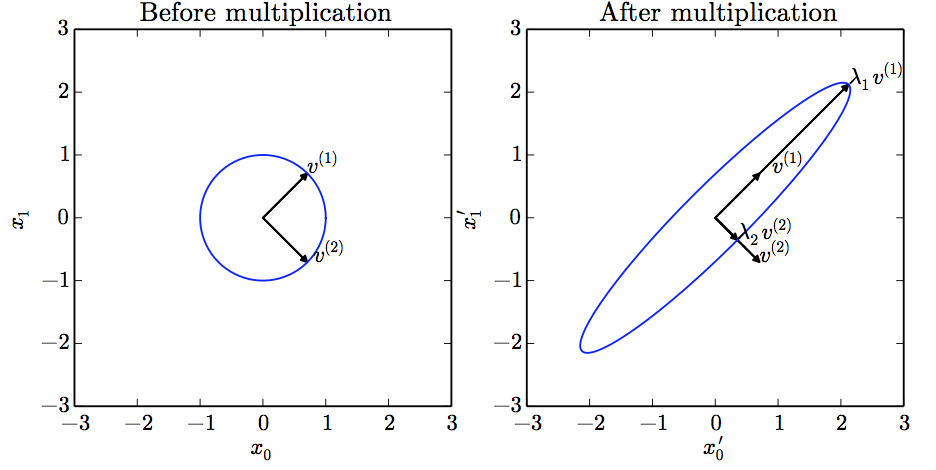 Before multiplication
3
2
1
0
−1
−2
−3
−3
−2
−1
0
1
2
3
x₀
x₁
v⁽¹⁾
v⁽²⁾
After multiplication
3
2
1
0
−1
−2
−3
−3
−2
−1
0
1
2
3
x′₀
x′₁
λ₁ v⁽¹⁾
v⁽¹⁾
λ₂ v⁽²⁾
v⁽²⁾